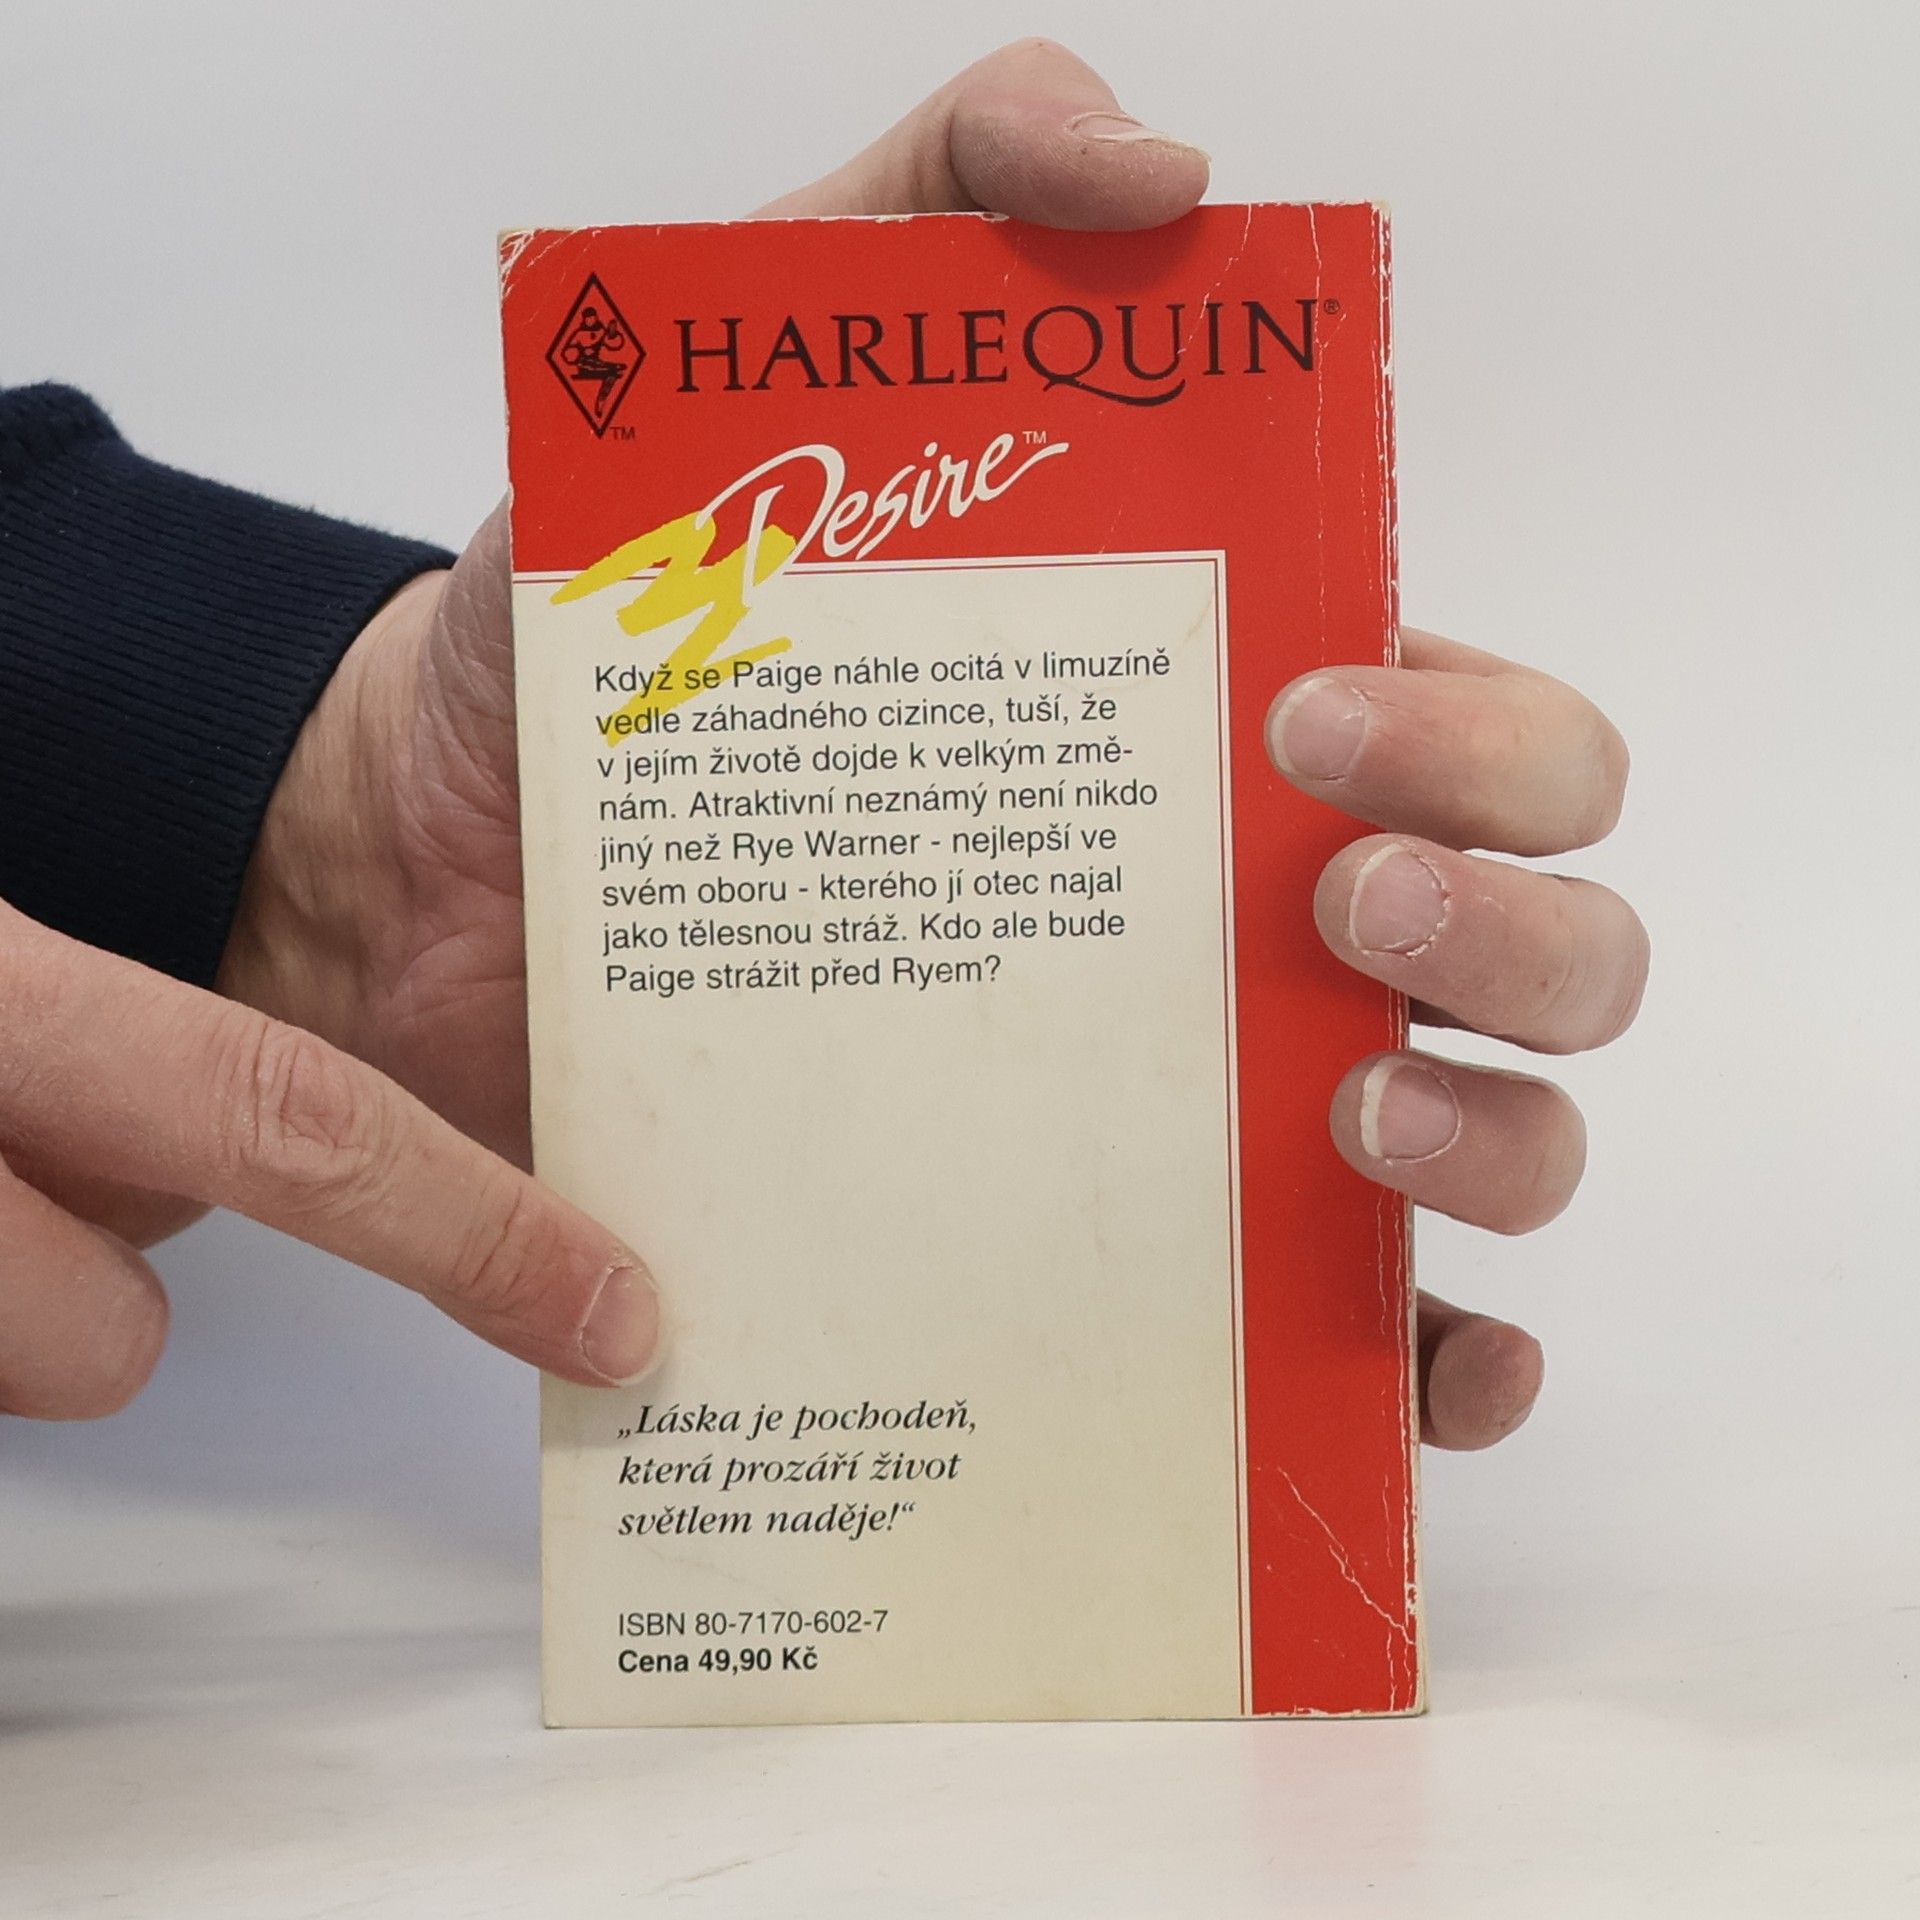 HARLEQUIN®
TM
Desire™
Když se Paige náhle ocitá v limuzíně
vedle záhadného cizince, tuší, že
v jejím životě dojde k velkým změ-
nám. Atraktivní neznámý není nikdo
jiný než Rye Warner - nejlepší ve
svém oboru - kterého jí otec najal
jako tělesnou stráž. Kdo ale bude
Paige strážit před Ryem?
„Láska je pochodeň,
která prozáří život
světlem naděje!“
ISBN 80-7170-602-7
Cena 49,90 Kč